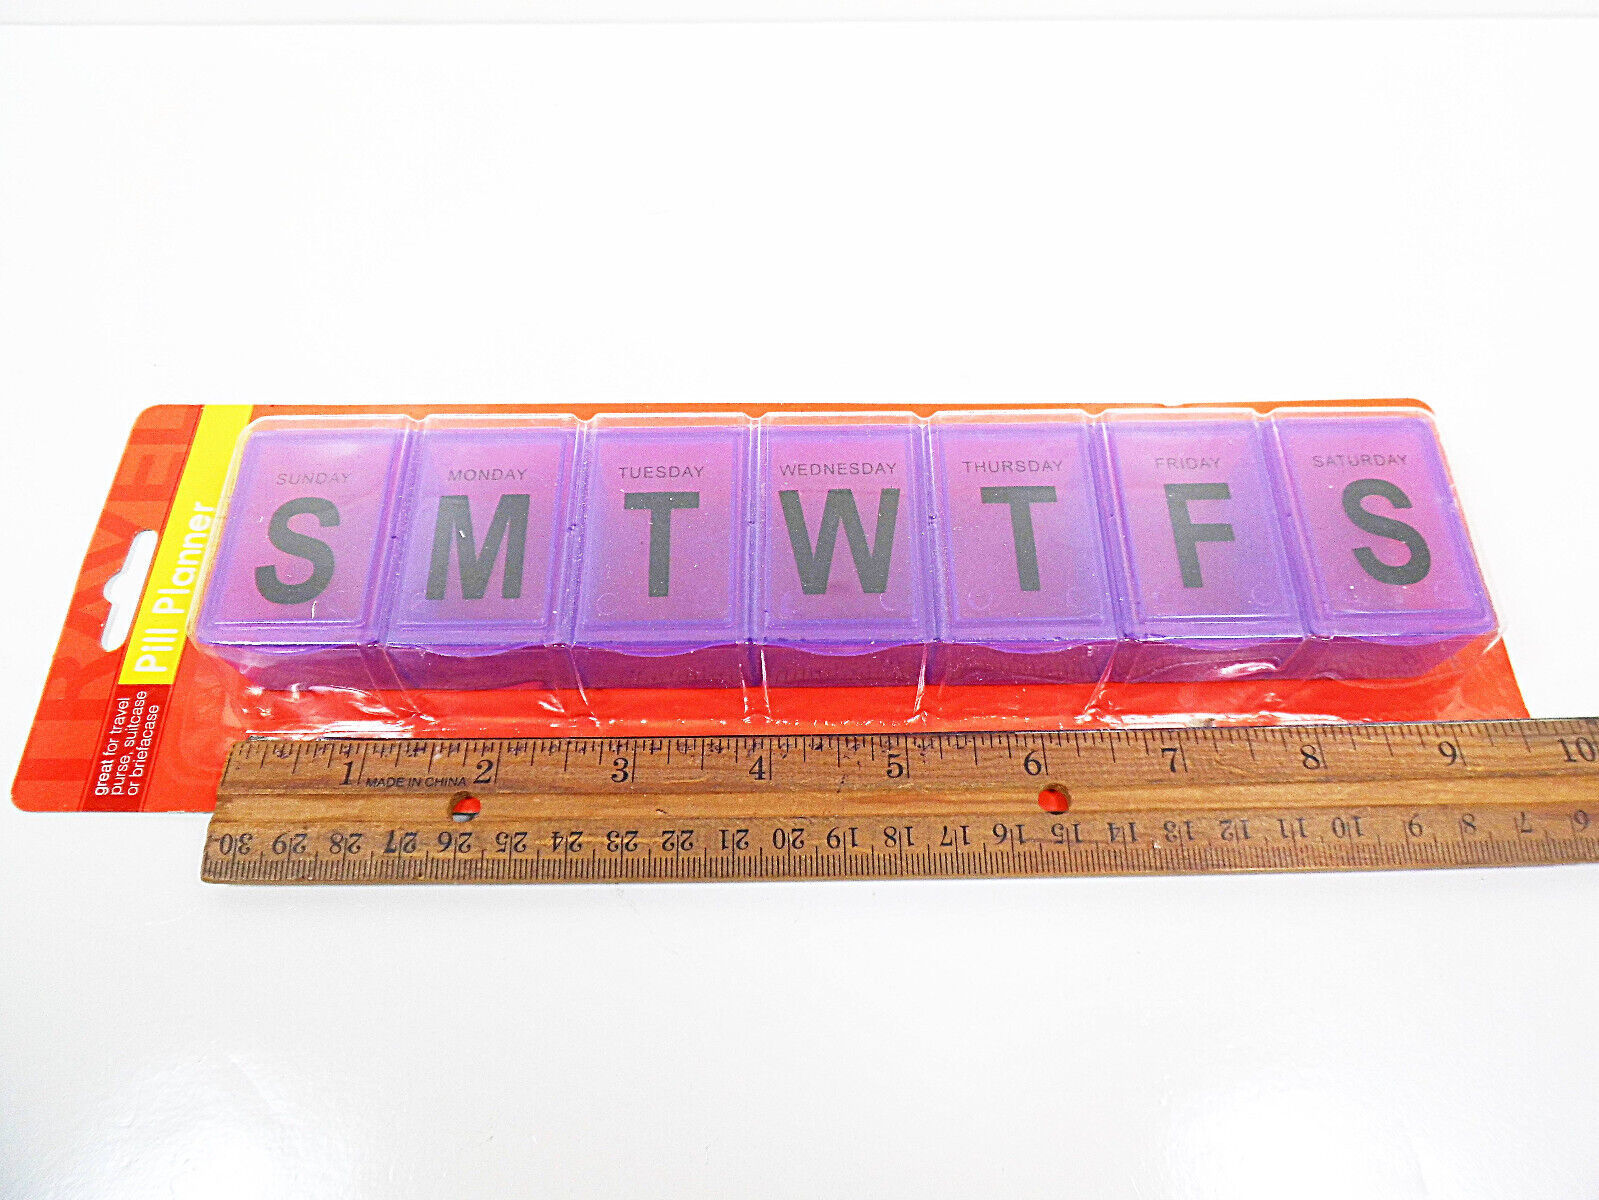 TRAVEL
Pill Planner
great for travel
purse, suitcase
or briefacase
SUNDAY MONDAY TUESDAY WEDNESDAY THURSDAY FRIDAY SATURDAY
S M T W T F S
1 2 3 4 5 6 7 8 9 10
MADE IN CHINA
30 29 28 27 26 25 24 23 22 21 20 19 18 17 16 15 14 13 12 11 10 9 8 7 6